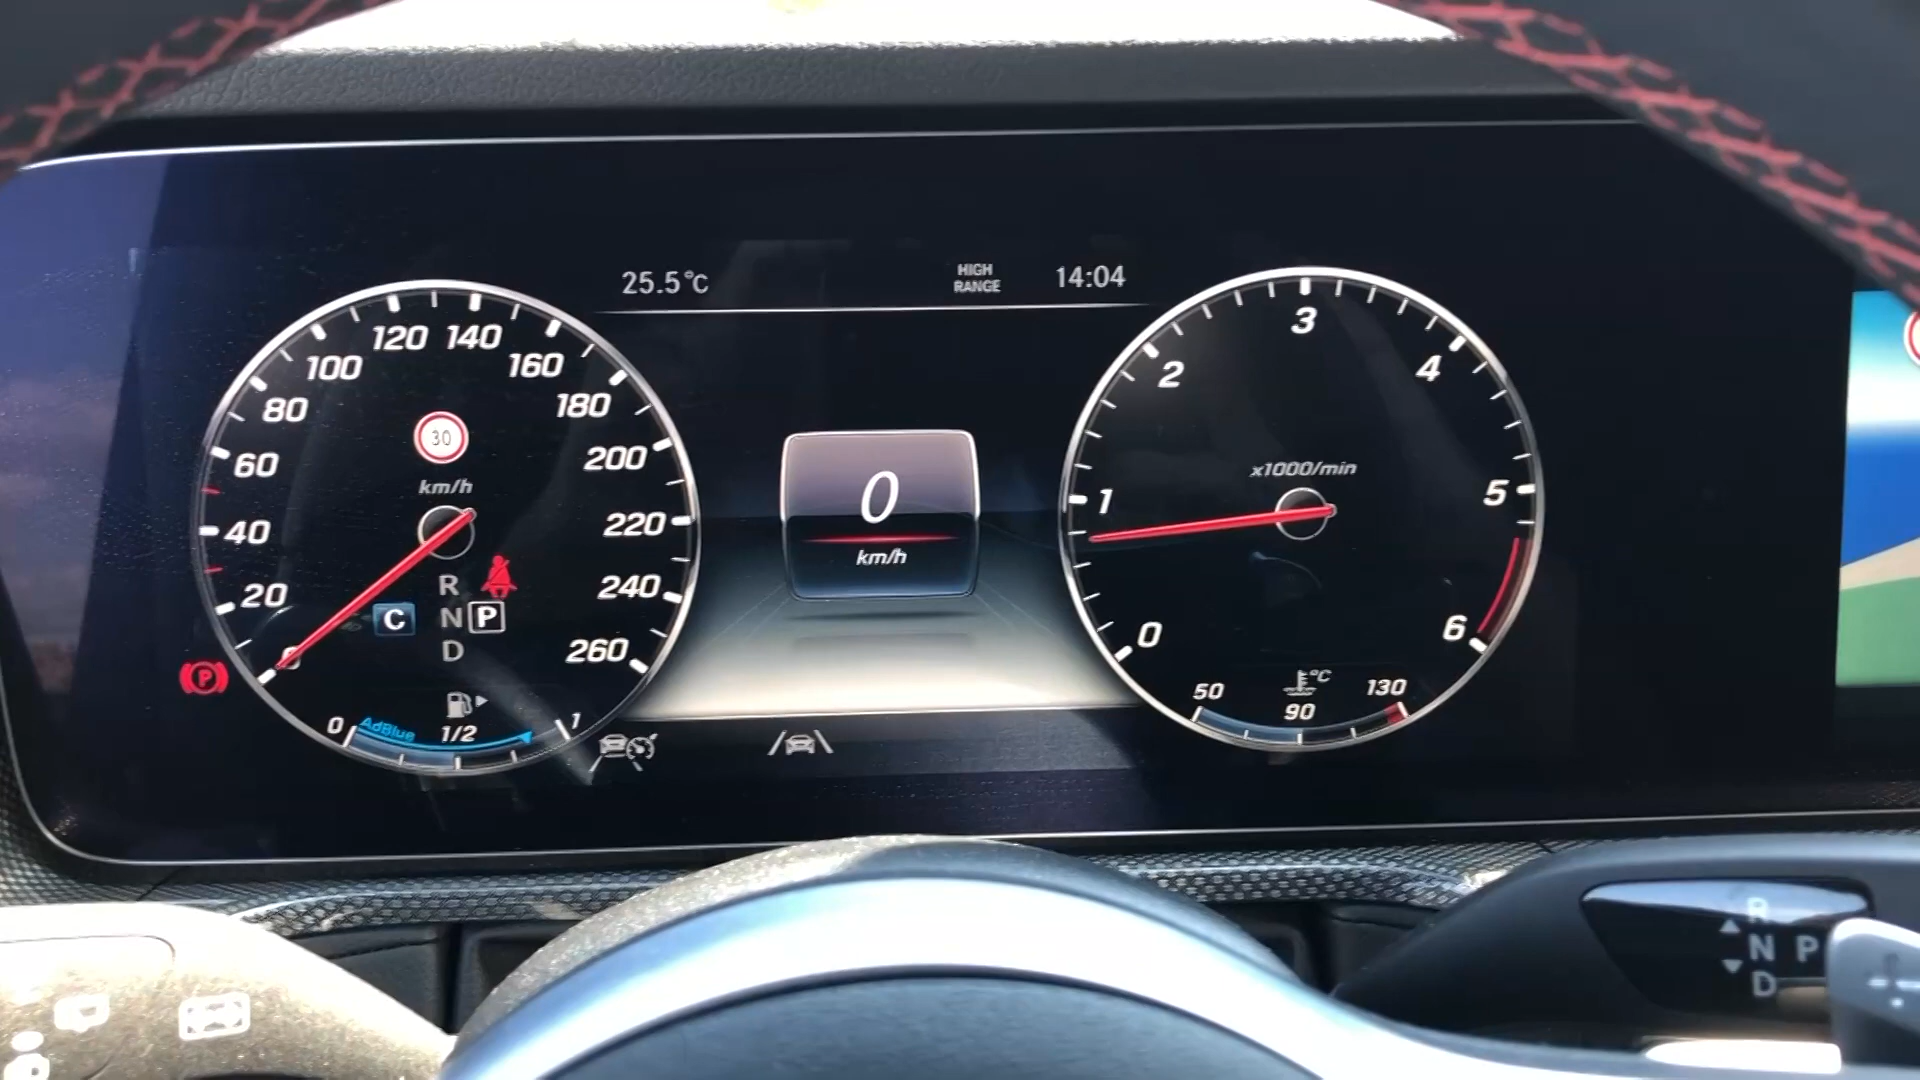 25.5°C
HIGH
RANGE
14:04
0
20
40
60
80
100
120
140
160
180
200
220
240
260
30
km/h
R
C
N
P
D
P
0
AdBlue
1/2
1
0
km/h
0
1
2
3
4
5
6
x1000/min
°C
50
90
130
R
N P
D